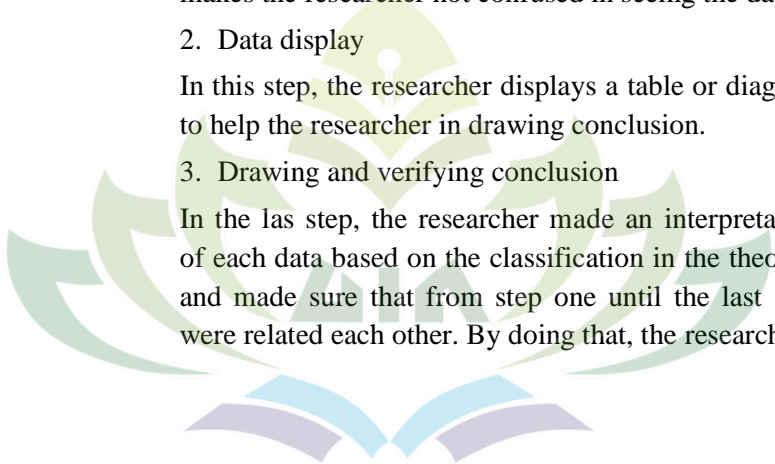 makes the researcher not confused in seeing the da
2. Data display
In this step, the researcher displays a table or diag
to help the researcher in drawing conclusion.
3. Drawing and verifying conclusion
In the las step, the researcher made an interpreta
of each data based on the classification in the theo
and made sure that from step one until the last
were related each other. By doing that, the research